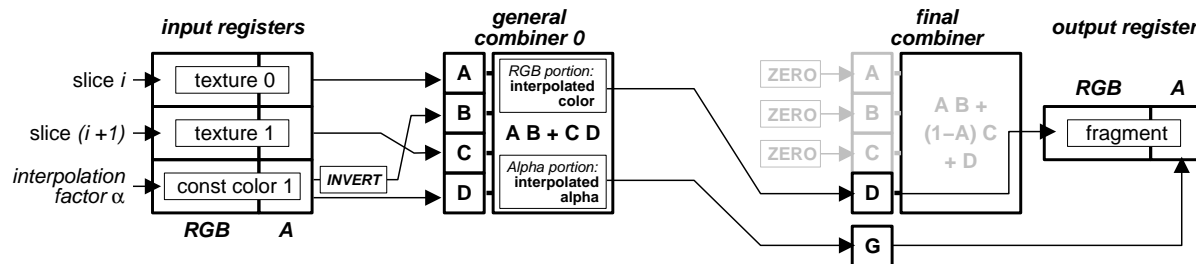 input registers
general
combiner 0
final
combiner
output register
slice i
texture 0
slice (i +1)
texture 1
interpolation
factor α
const color 1
INVERT
RGB A
A
B
C
D
RGB portion:
interpolated
color
A B + C D
Alpha portion:
interpolated
alpha
ZERO
ZERO
ZERO
A
B
C
D
G
A B +
(1−A) C
+ D
RGB A
fragment